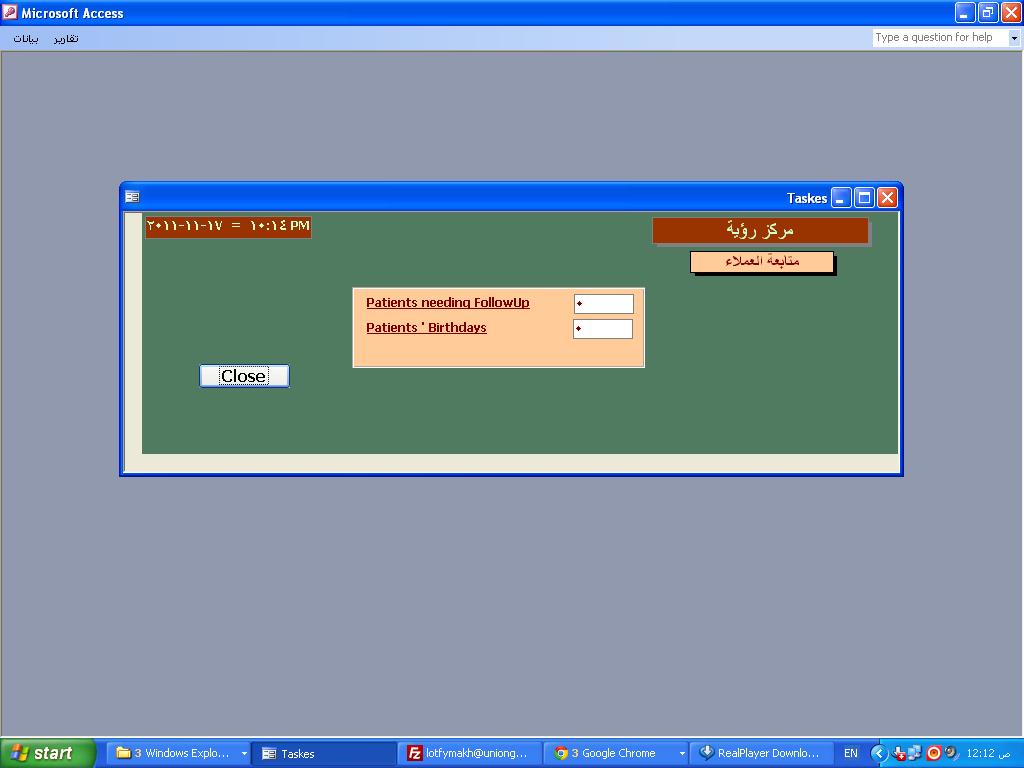 Microsoft Access
بيانات تقارير
Type a question for help
Taskes
٢٠١١-١١-١٧ = ١٠:١٤ PM
مركز رؤية
متابعة العملاء
Patients needing FollowUp ٠
Patients ' Birthdays ٠
Close
start
3 Windows Explo...
Taskes
lotfymakh@uniong...
3 Google Chrome
RealPlayer Downlo...
EN
12:12 ص